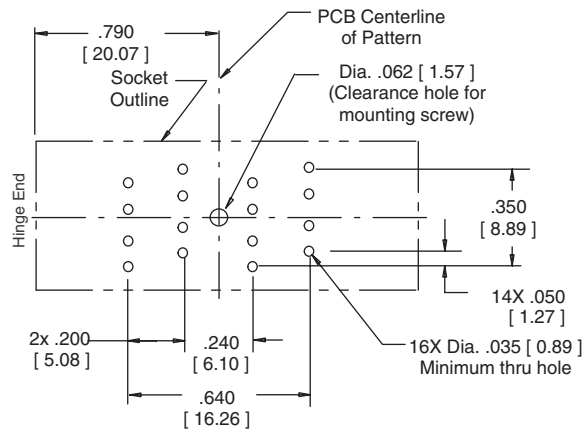 .790
[ 20.07 ]
PCB Centerline
of Pattern
Socket
Outline
Dia. .062 [ 1.57 ]
(Clearance hole for
mounting screw)
Hinge End
.350
[ 8.89 ]
14X .050
[ 1.27 ]
2x .200
[ 5.08 ]
.240
[ 6.10 ]
16X Dia. .035 [ 0.89 ]
Minimum thru hole
.640
[ 16.26 ]